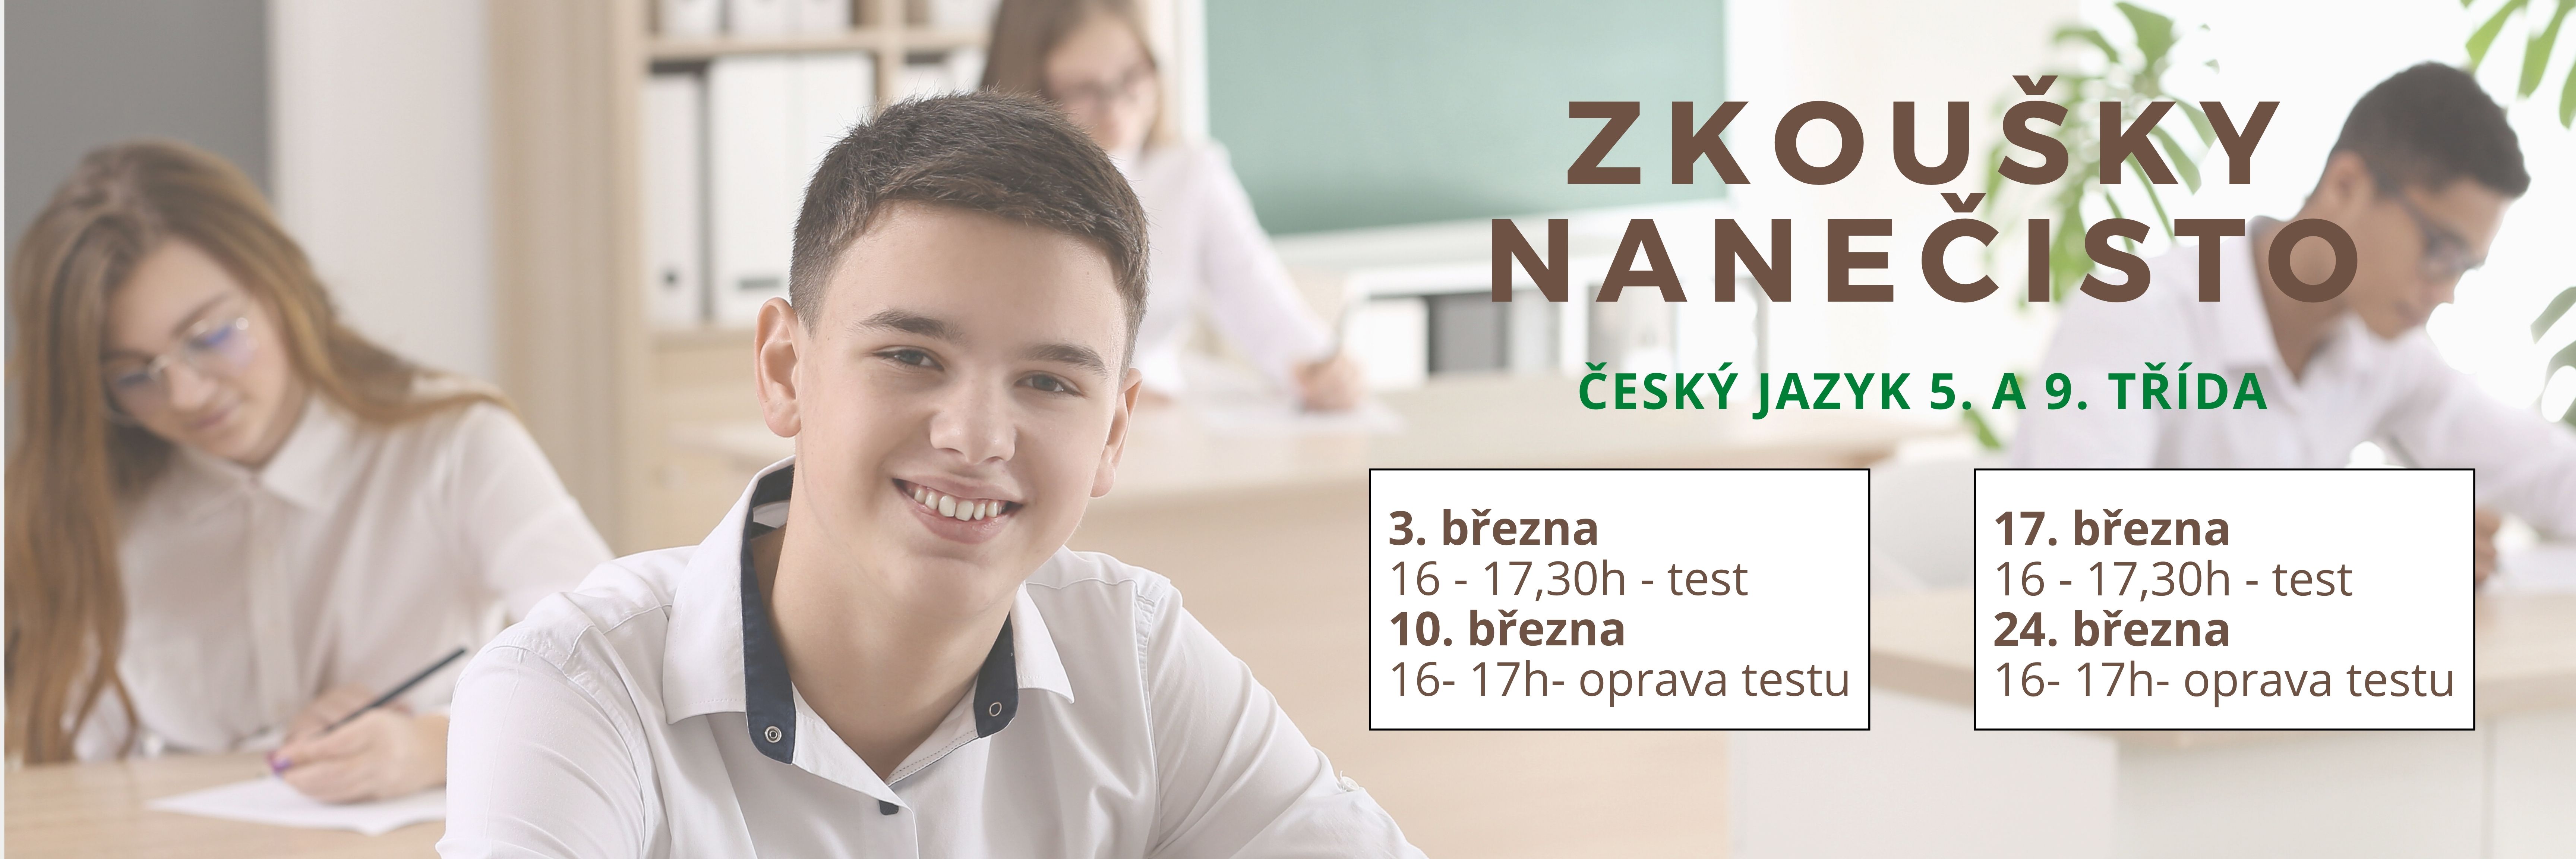 ZKOUŠKY
NANEČISTO
ČESKÝ JAZYK 5. A 9. TŘÍDA
3. března
16 - 17,30h - test
10. března
16- 17h- oprava testu
17. března
16 - 17,30h - test
24. března
16- 17h- oprava testu